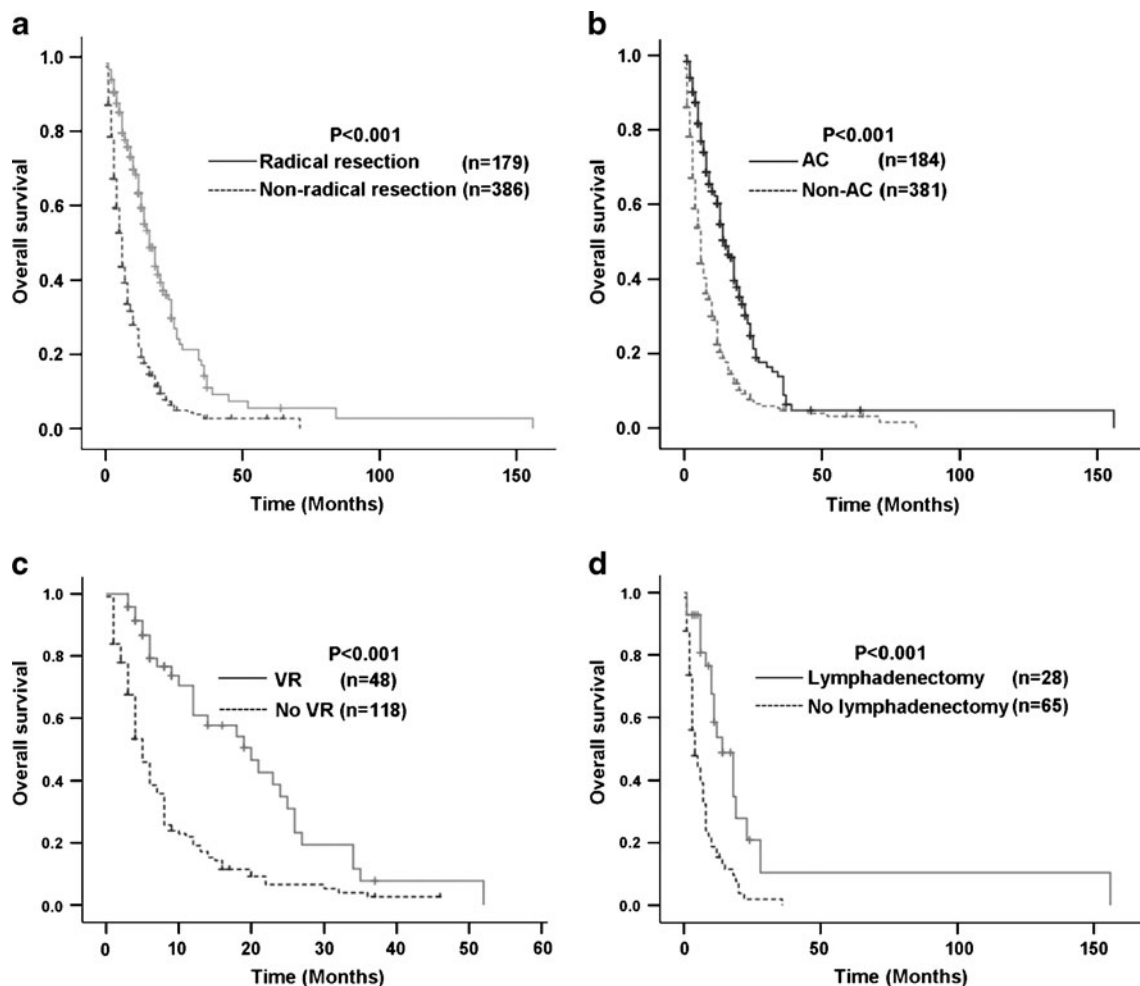 a
1.0
0.8
0.6
0.4
0.2
0.0
Overall survival
P<0.001
Radical resection (n=179)
Non-radical resection (n=386)
0 50 100 150
Time (Months)
b
1.0
0.8
0.6
0.4
0.2
0.0
Overall survival
P<0.001
AC (n=184)
Non-AC (n=381)
0 50 100 150
Time (Months)
c
1.0
0.8
0.6
0.4
0.2
0.0
Overall survival
P<0.001
VR (n=48)
No VR (n=118)
0 10 20 30 40 50 60
Time (Months)
d
1.0
0.8
0.6
0.4
0.2
0.0
Overall survival
P<0.001
Lymphadenectomy (n=28)
No lymphadenectomy (n=65)
0 50 100 150
Time (Months)